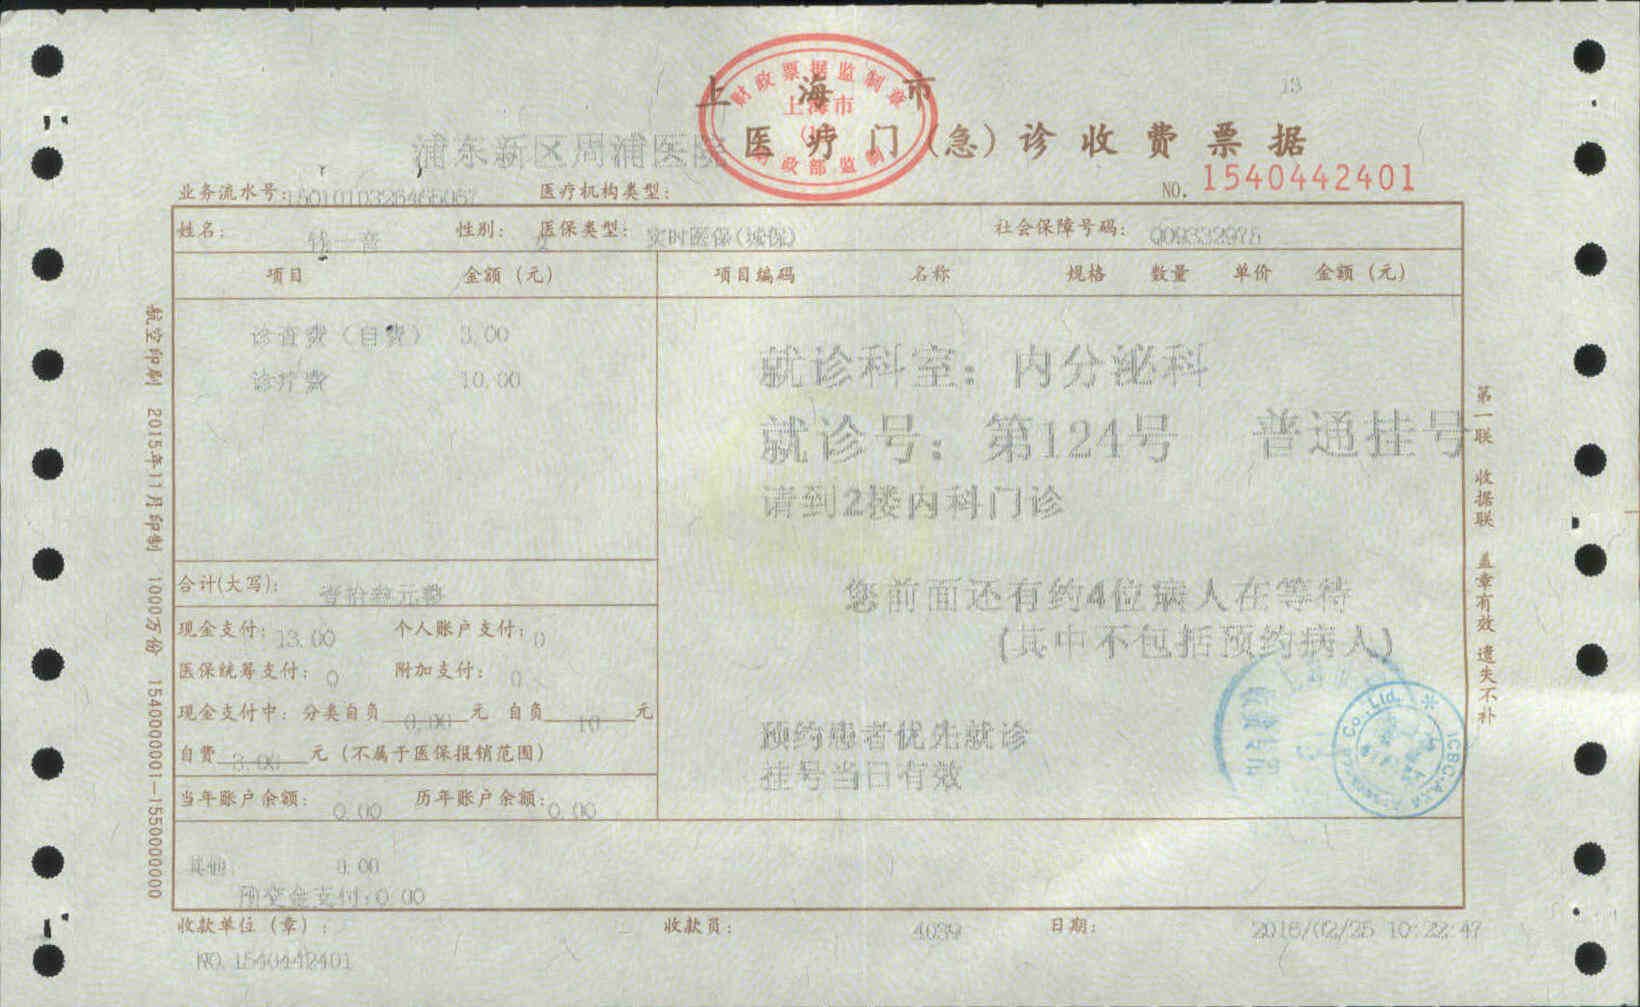 13
上海市
财政票据监制章
上海市
财政部监制
浦东新区周浦医院 医疗门(急)诊收费票据
NO. 1540442401
业务流水号: 医疗机构类型:
姓名: 钱一 性别: 女 医保类型: 实时医保(城保) 社会保障号码:
项目 金额(元) 项目编码 名称 规格 数量 单价 金额(元)
诊查费(自费) 3.00
诊疗费 10.00
就诊科室: 内分泌科
就诊号: 第124号 普通挂号
请到2楼内科门诊
您前面还有约4位病人在等待
(其中不包括预约病人)
预约患者优先就诊
挂号当日有效
合计(大写): 壹拾叁元整
现金支付: 13.00 个人账户支付: 0
医保统筹支付: 0 附加支付: 0
现金支付中: 分类自负 0.00 元 自负 10 元
自费 3.00 元 (不属于医保报销范围)
当年账户余额: 0.00 历年账户余额: 0.00
其他: 0.00
预交金支付:0.00
收款单位(章): 收款员: 4039 日期: 2016/02/25 10:22:47
NO. 1540442401
航空印制 2015年11月印制 1000万份 1540000001—1550000000
第一联 收据联 盖章有效 遗失不补